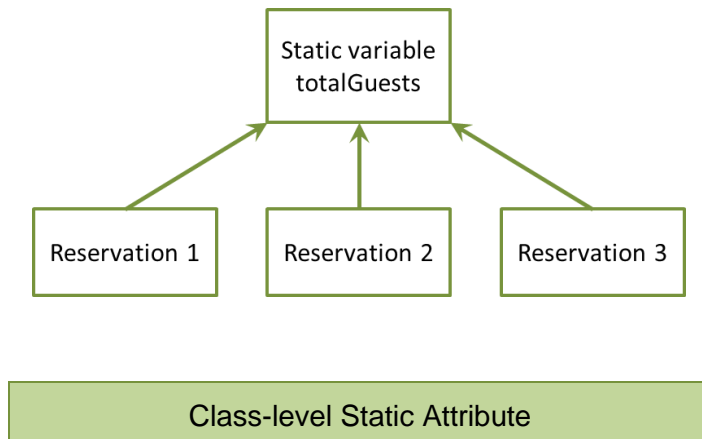 Static variable
totalGuests
Reservation 1
Reservation 2
Reservation 3
Class-level Static Attribute